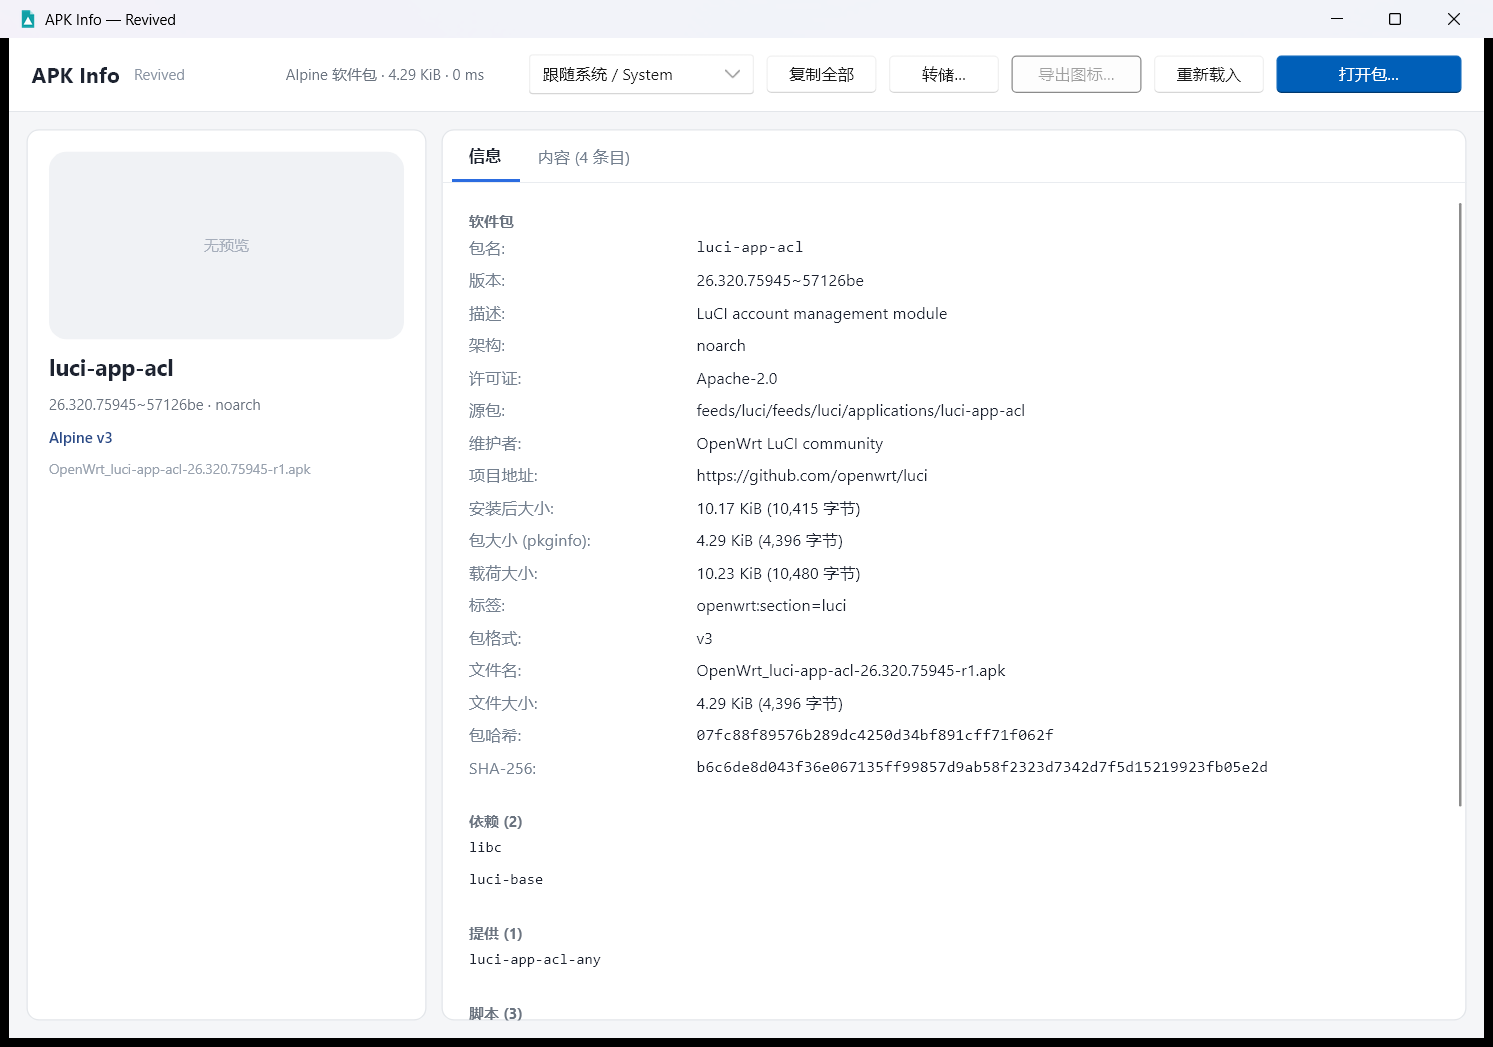 APK Info — Revived
APK Info Revived Alpine 软件包 · 4.29 KiB · 0 ms 跟随系统 / System 复制全部 转储... 导出图标... 重新载入 打开包...
无预览
luci-app-acl
26.320.75945~57126be · noarch
Alpine v3
OpenWrt_luci-app-acl-26.320.75945-r1.apk
信息 内容 (4 条目)
软件包
包名: luci-app-acl
版本: 26.320.75945~57126be
描述: LuCI account management module
架构: noarch
许可证: Apache-2.0
源包: feeds/luci/feeds/luci/applications/luci-app-acl
维护者: OpenWrt LuCI community
项目地址: https://github.com/openwrt/luci
安装后大小: 10.17 KiB (10,415 字节)
包大小 (pkginfo): 4.29 KiB (4,396 字节)
载荷大小: 10.23 KiB (10,480 字节)
标签: openwrt:section=luci
包格式: v3
文件名: OpenWrt_luci-app-acl-26.320.75945-r1.apk
文件大小: 4.29 KiB (4,396 字节)
包哈希: 07fc88f89576b289dc4250d34bf891cff71f062f
SHA-256: b6c6de8d043f36e067135ff99857d9ab58f2323d7342d7f5d15219923fb05e2d
依赖 (2)
libc
luci-base
提供 (1)
luci-app-acl-any
脚本 (3)